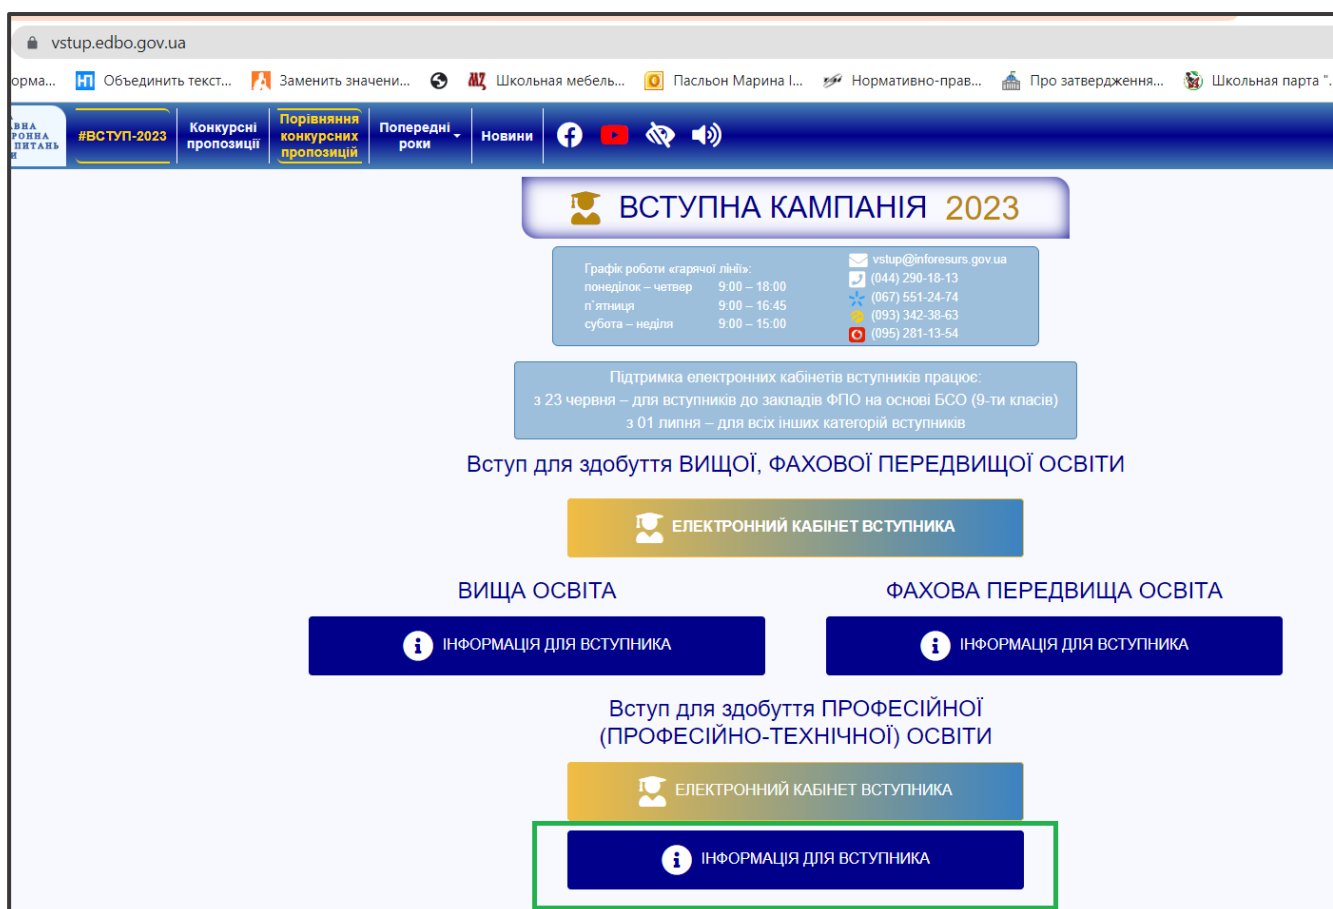 vstup.edbo.gov.ua
орма... Объединить текст... Заменить значени... Школьная мебель... Пасльон Марина І... Нормативно-прав... Про затвердження... Школьная парта "...
#ВСТУП-2023
Конкурсні
пропозиції
Порівняння
конкурсних
пропозицій
Попередні
роки
Новини
ВСТУПНА КАМПАНІЯ 2023
Графік роботи «гарячої лінії»:
понеділок – четвер 9:00 – 18:00
п`ятниця 9:00 – 16:45
субота – неділя 9:00 – 15:00
vstup@inforesurs.gov.ua
(044) 290-18-13
(067) 551-24-74
(093) 342-38-63
(095) 281-13-54
Підтримка електронних кабінетів вступників працює:
з 23 червня – для вступників до закладів ФПО на основі БСО (9-ти класів)
з 01 липня – для всіх інших категорій вступників
Вступ для здобуття ВИЩОЇ, ФАХОВОЇ ПЕРЕДВИЩОЇ ОСВІТИ
ЕЛЕКТРОННИЙ КАБІНЕТ ВСТУПНИКА
ВИЩА ОСВІТА
ІНФОРМАЦІЯ ДЛЯ ВСТУПНИКА
ФАХОВА ПЕРЕДВИЩА ОСВІТА
ІНФОРМАЦІЯ ДЛЯ ВСТУПНИКА
Вступ для здобуття ПРОФЕСІЙНОЇ
(ПРОФЕСІЙНО-ТЕХНІЧНОЇ) ОСВІТИ
ЕЛЕКТРОННИЙ КАБІНЕТ ВСТУПНИКА
ІНФОРМАЦІЯ ДЛЯ ВСТУПНИКА